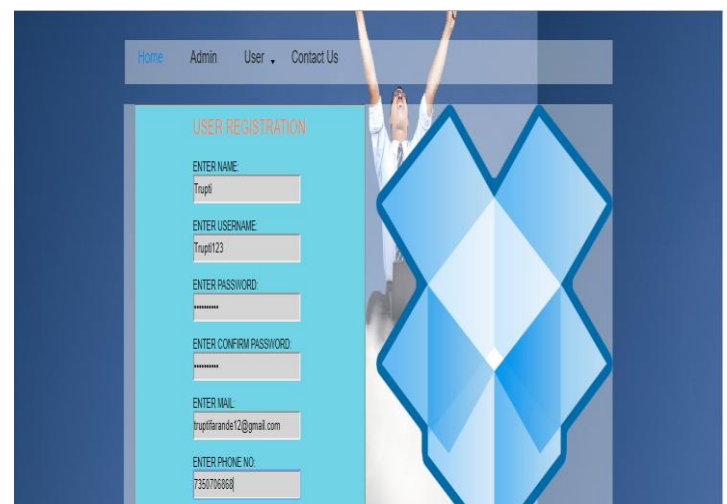 Home Admin User Contact Us
USER REGISTRATION
ENTER NAME:
Trupti
ENTER USERNAME:
Trupti123
ENTER PASSWORD:
••••••••••
ENTER CONFIRM PASSWORD:
••••••••••
ENTER MAIL:
truptifarande12@gmail.com
ENTER PHONE NO:
7350706868